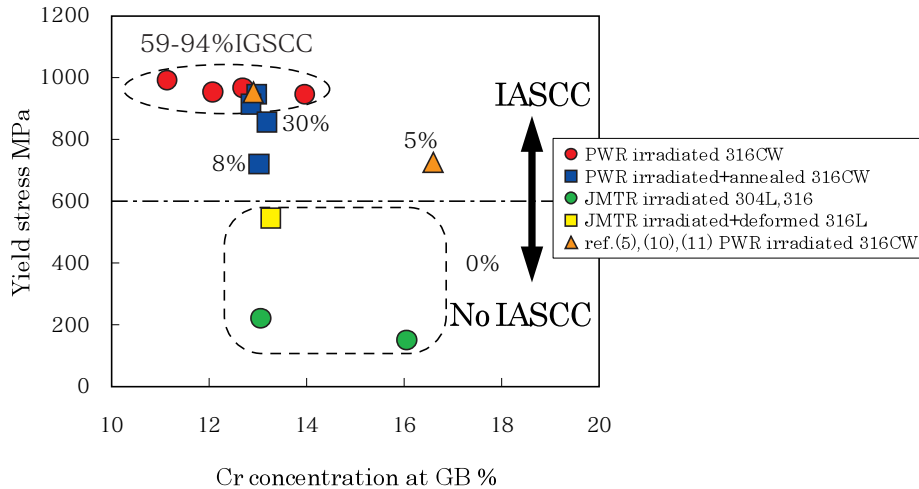 1200
1000
800
600
400
200
0
Yield stress MPa
59-94%IGSCC
30%
8%
5%
0%
IASCC
No IASCC
PWR irradiated 316CW
PWR irradiated+annealed 316CW
JMTR irradiated 304L,316
JMTR irradiated+deformed 316L
ref.(5),(10),(11) PWR irradiated 316CW
10 12 14 16 18 20
Cr concentration at GB %